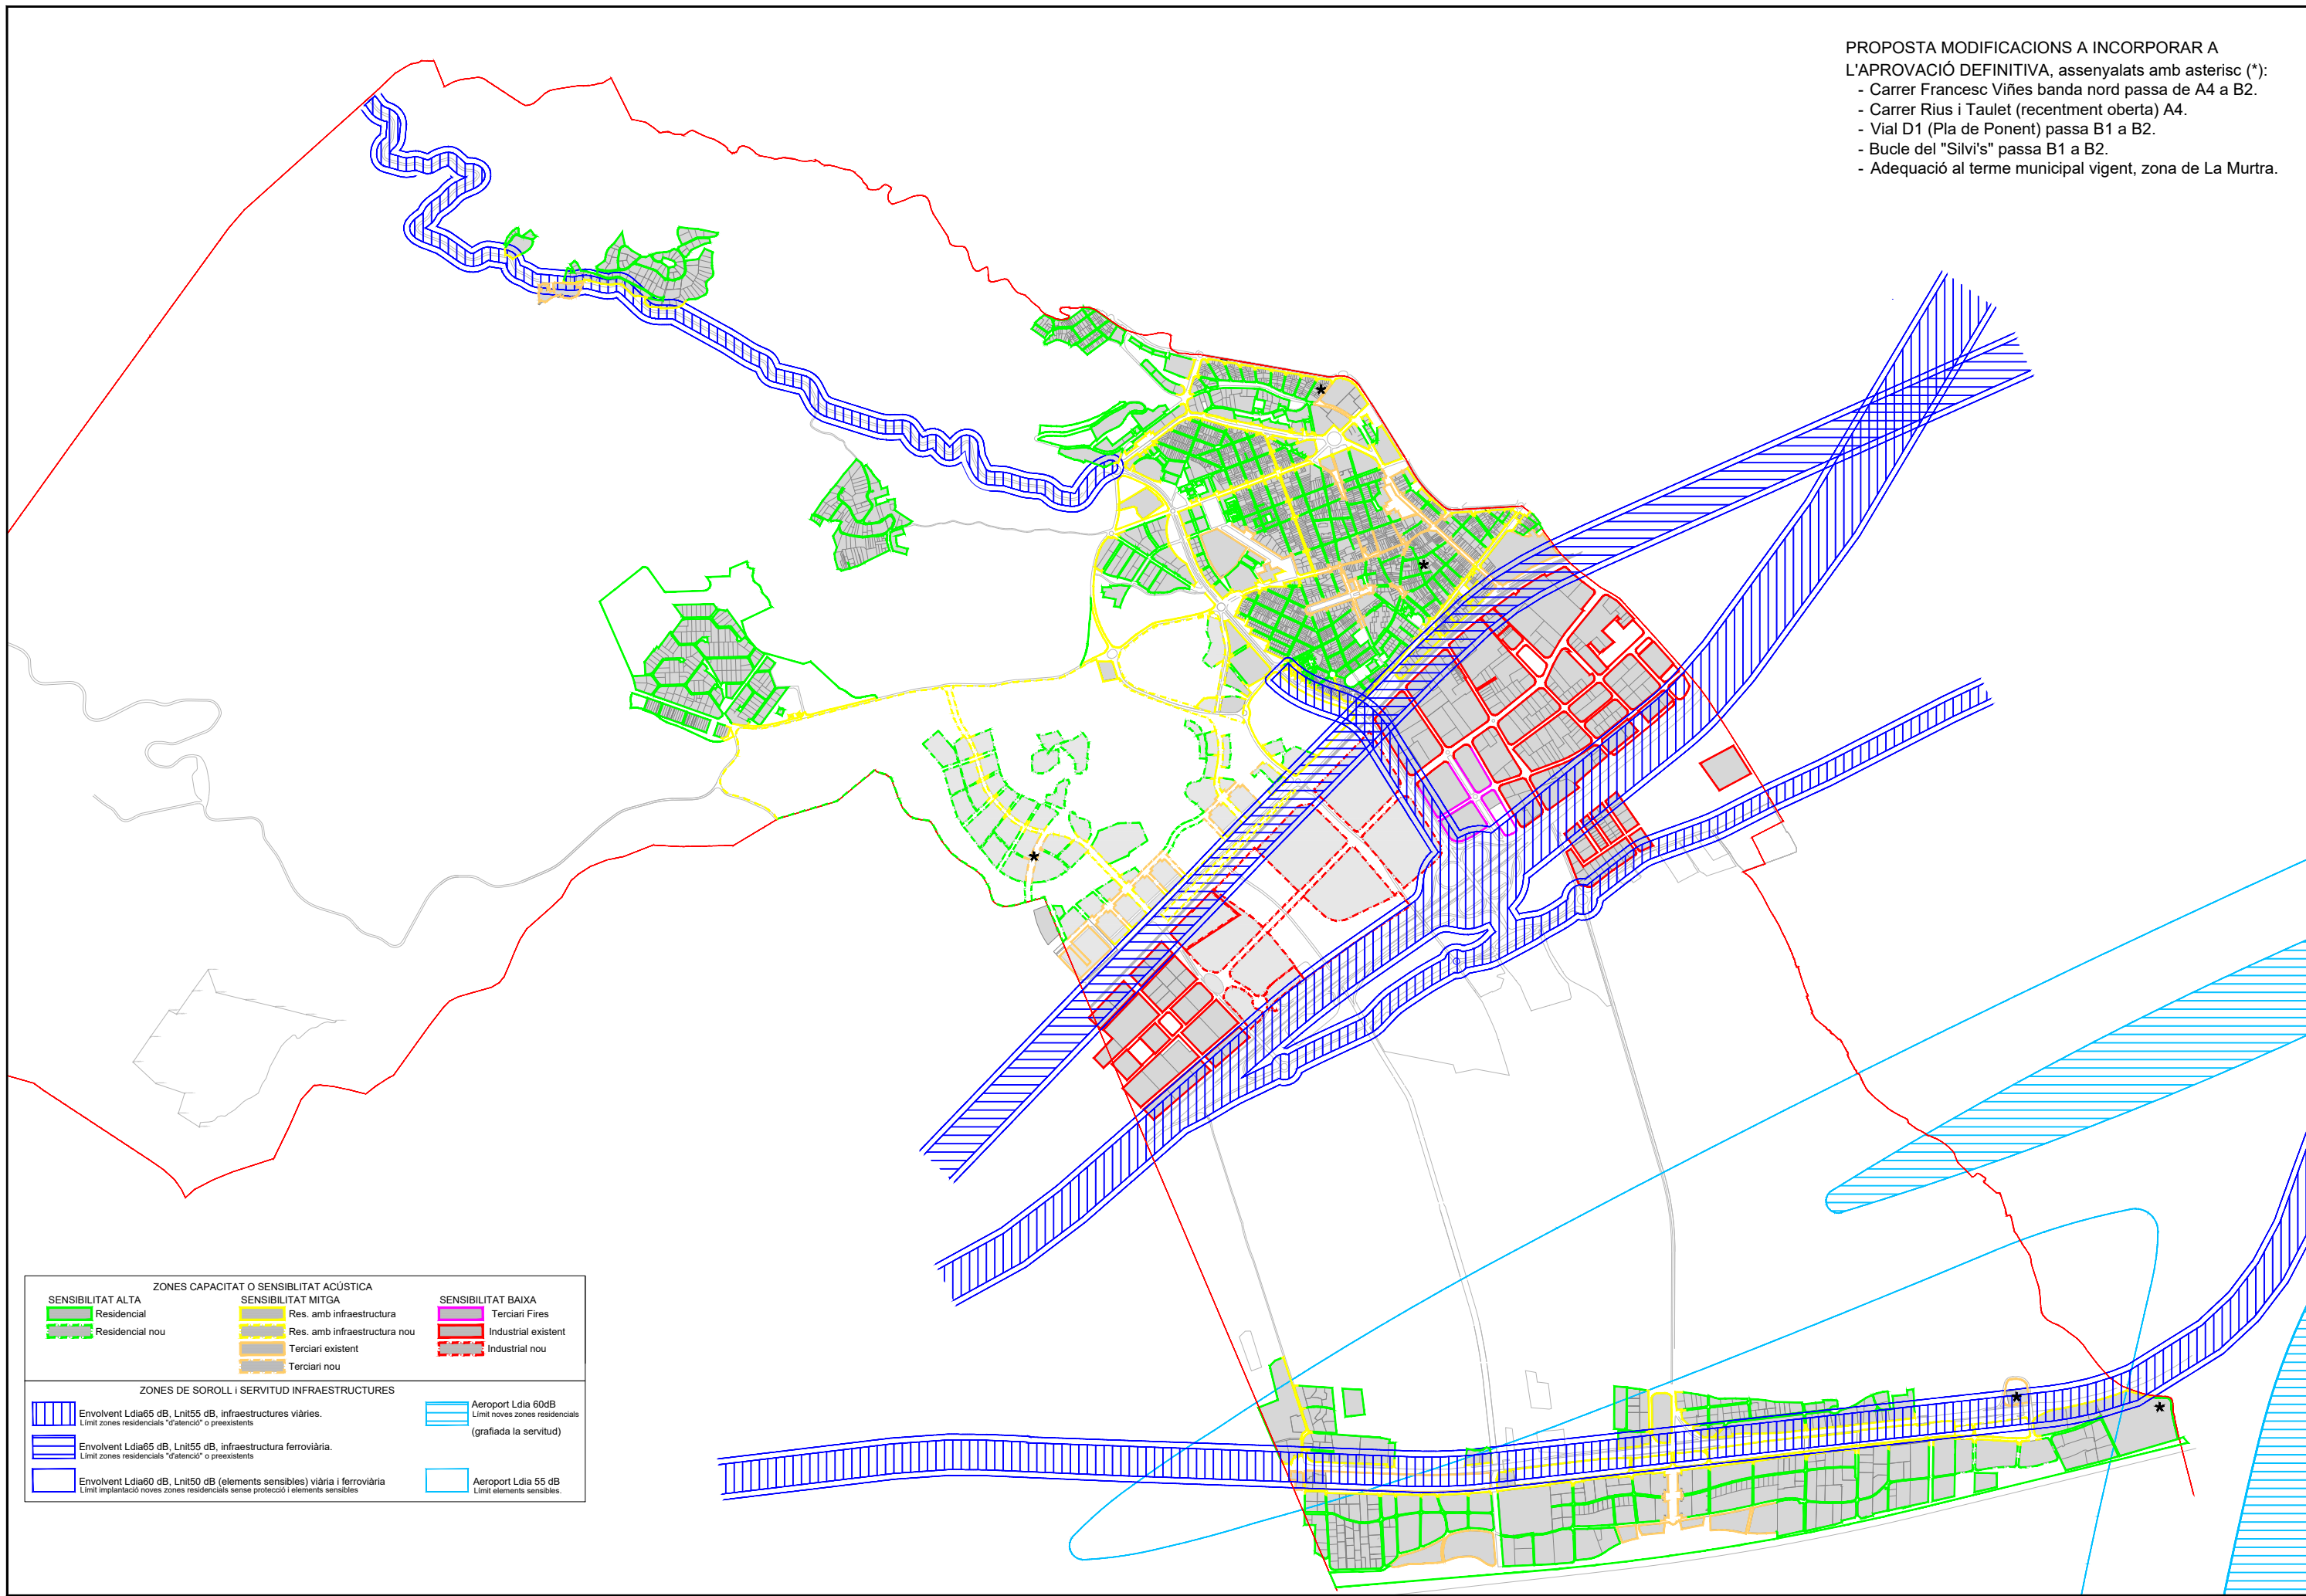 PROPOSTA MODIFICACIONS A INCORPORAR A
L'APROVACIÓ DEFINITIVA, assenyalats amb asterisc (*):
- Carrer Francesc Viñes banda nord passa de A4 a B2.
- Carrer Rius i Taulet (recentment oberta) A4.
- Vial D1 (Pla de Ponent) passa B1 a B2.
- Bucle del "Silvi's" passa B1 a B2.
- Adequació al terme municipal vigent, zona de La Murtra.
*
*
*
*
*
ZONES CAPACITAT O SENSIBLITAT ACÚSTICA
SENSIBILITAT ALTA
Residencial
Residencial nou
SENSIBILITAT MITGA
Res. amb infraestructura
Res. amb infraestructura nou
Terciari existent
Terciari nou
SENSIBILITAT BAIXA
Terciari Fires
Industrial existent
Industrial nou
ZONES DE SOROLL i SERVITUD INFRAESTRUCTURES
Envolvent Ldia65 dB, Lnit55 dB, infraestructures viàries.
Límit zones residencials "d'atenció" o preexistents
Envolvent Ldia65 dB, Lnit55 dB, infraestructura ferroviària.
Límit zones residencials "d'atenció" o preexistents
Envolvent Ldia60 dB, Lnit50 dB (elements sensibles) viària i ferroviària
Límit implantació noves zones residencials sense protecció i elements sensibles
Aeroport Ldia 60dB
Límit noves zones residencials
(grafiada la servitud)
Aeroport Ldia 55 dB
Límit elements sensibles.